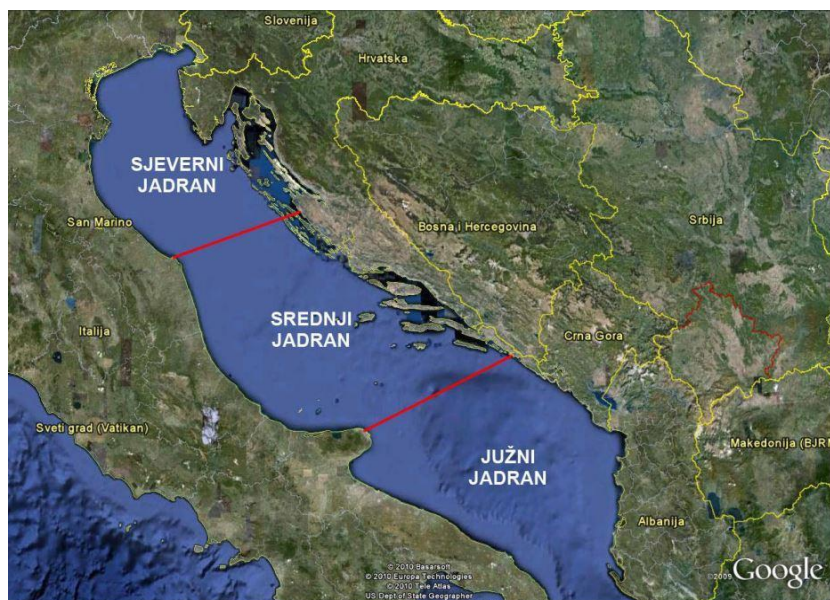 Slovenija
Hrvatska
SJEVERNI
JADRAN
San Marino
Bosna i Hercegovina
Srbija
SREDNJI
JADRAN
Italija
Crna Gora
Sveti grad (Vatikan)
Makedonija (BJRM
JUŽNI
JADRAN
Albanija
© 2010 Basarsoft
© 2010 Europa Technologies
© 2010 Tele Atlas
US Dept of State Geographer
©2009 Google